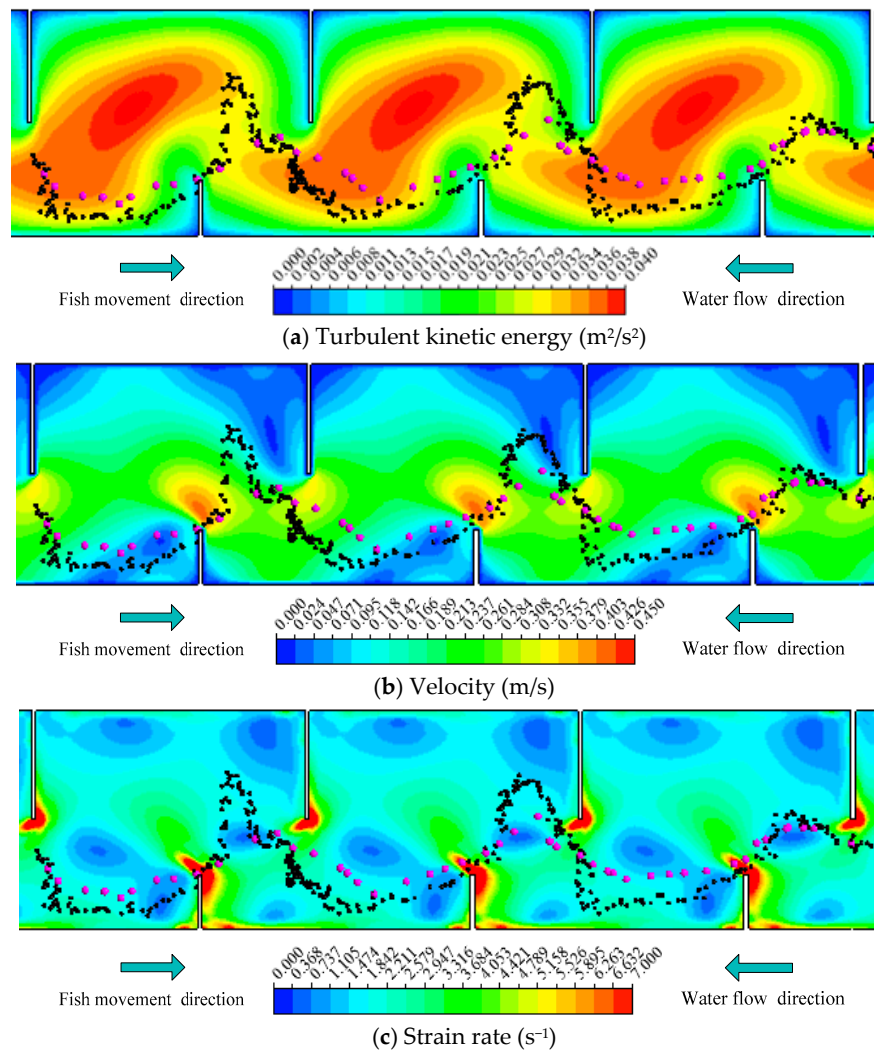 0.000 0.002 0.004 0.006 0.008 0.011 0.013 0.015 0.017 0.019 0.021 0.023 0.025 0.027 0.029 0.032 0.034 0.036 0.038 0.040
Fish movement direction
Water flow direction
(a) Turbulent kinetic energy (m²/s²)
0.000 0.024 0.047 0.071 0.095 0.118 0.142 0.166 0.189 0.213 0.237 0.261 0.284 0.308 0.332 0.355 0.379 0.403 0.426 0.450
Fish movement direction
Water flow direction
(b) Velocity (m/s)
0.000 0.368 0.737 1.105 1.474 1.842 2.211 2.579 2.947 3.316 3.684 4.053 4.421 4.789 5.158 5.526 5.895 6.263 6.632 7.000
Fish movement direction
Water flow direction
(c) Strain rate (s⁻¹)